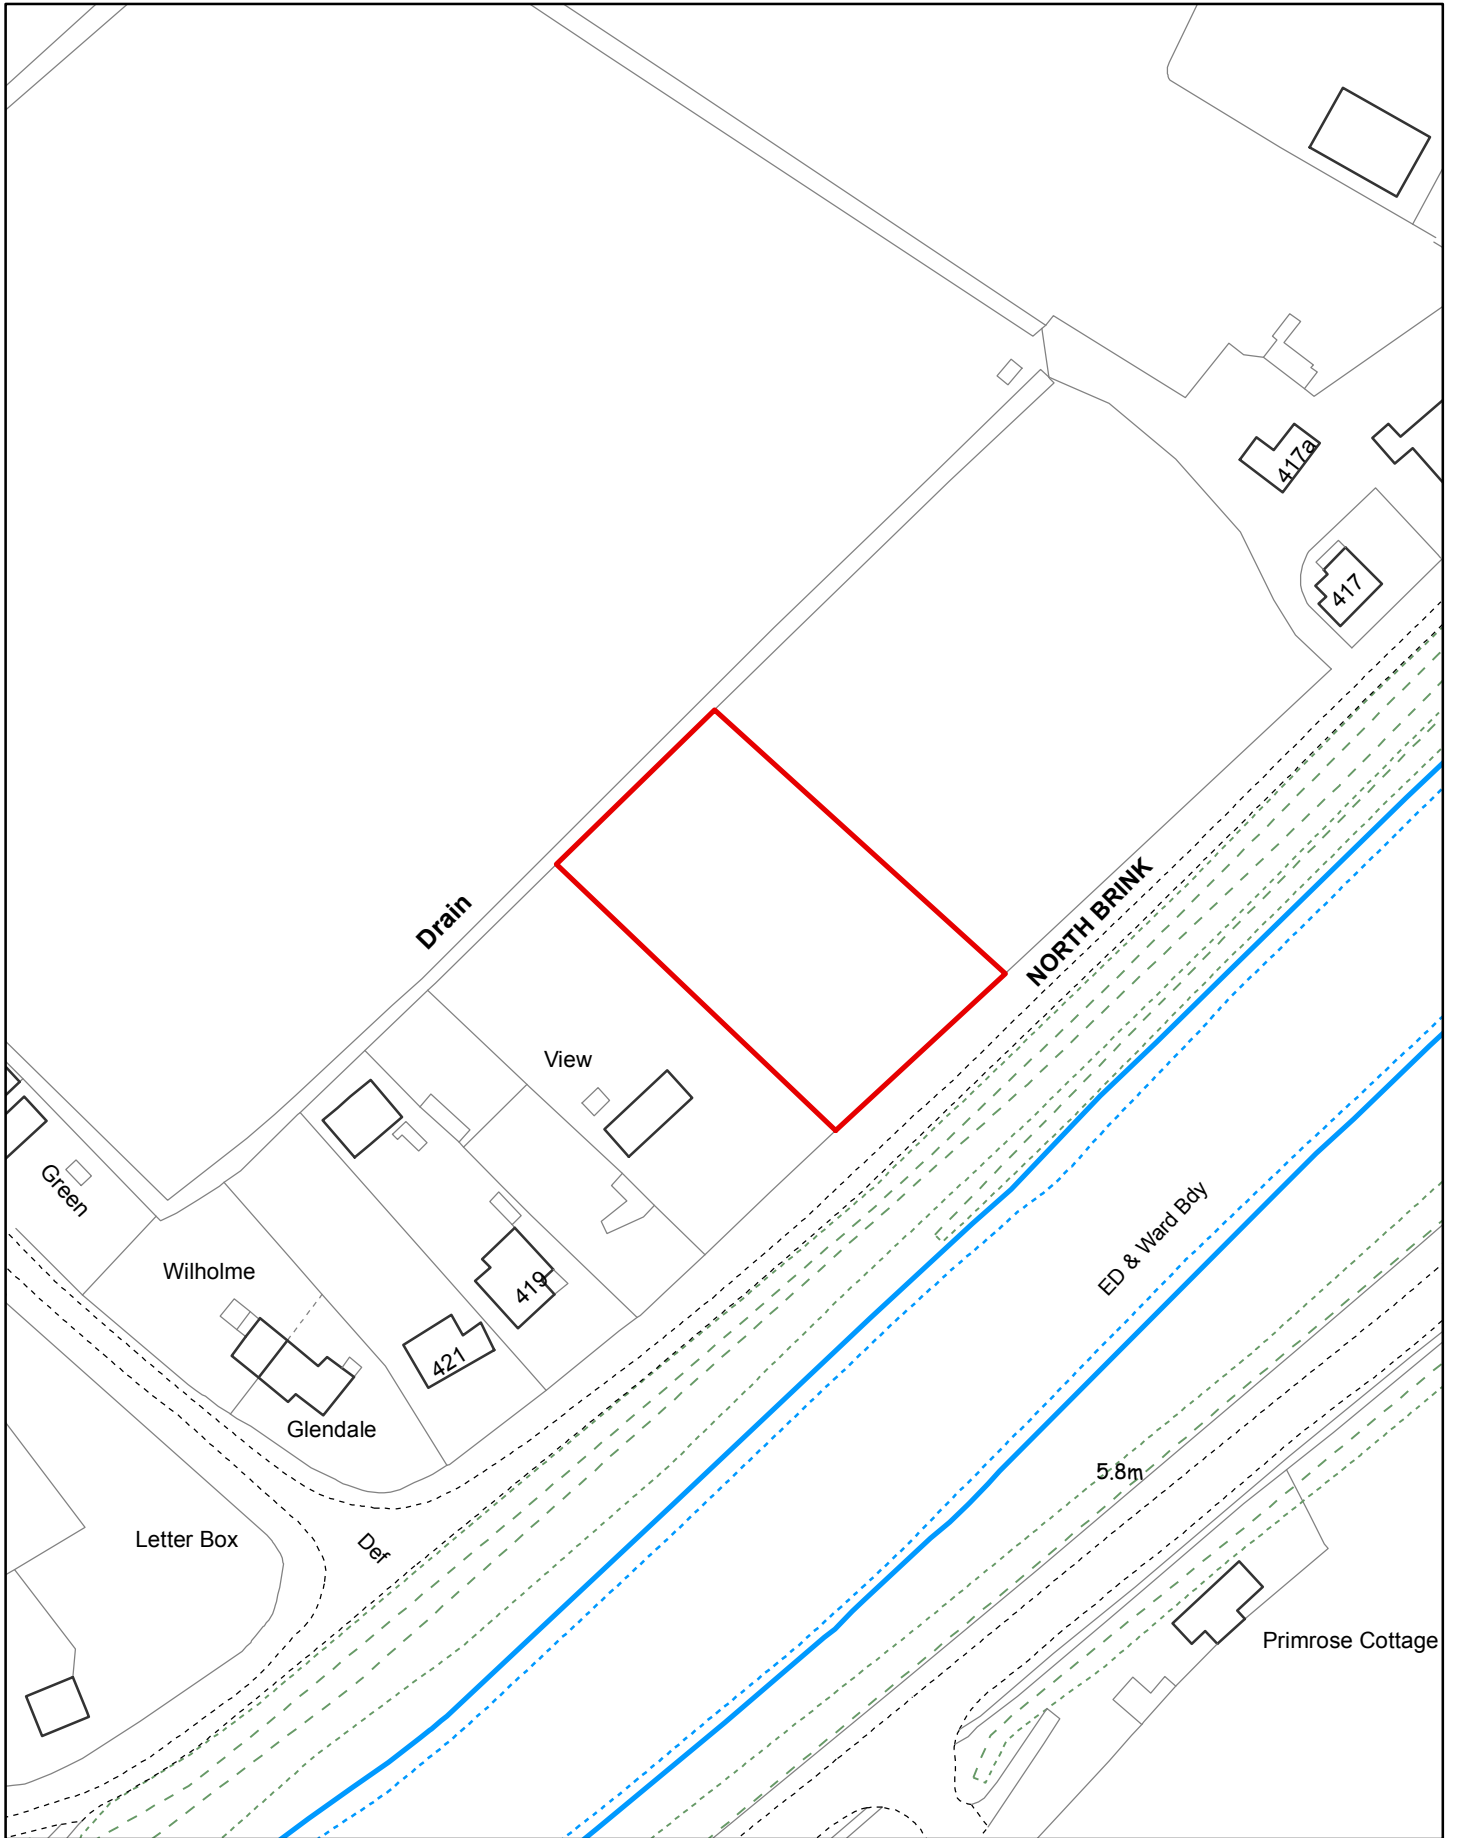 417a
417
Drain
NORTH BRINK
View
Green
ED & Ward Bdy
Wilholme
419
421
Glendale
5.8m
Letter Box
Def
Primrose Cottage